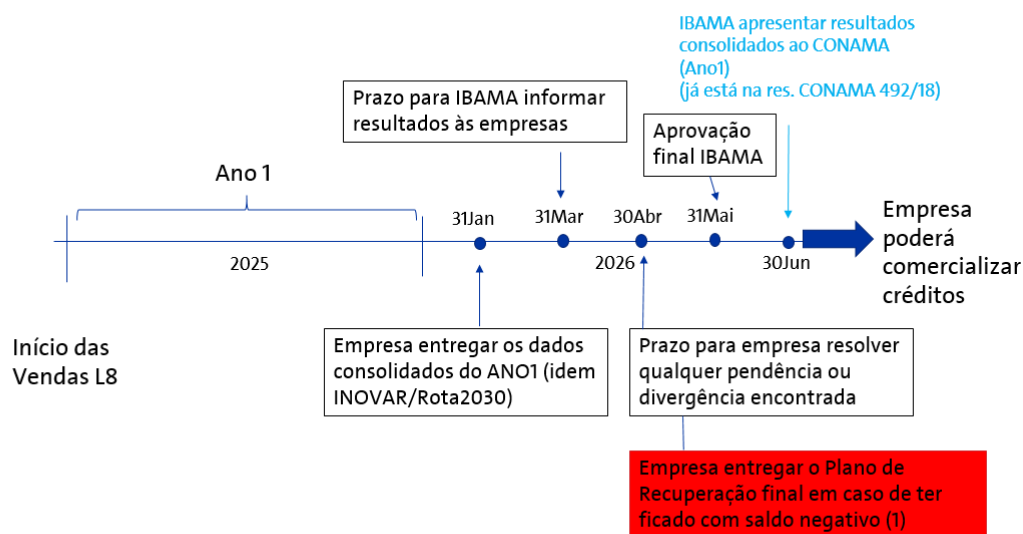 IBAMA apresentar resultados
consolidados ao CONAMA
(Ano1)
(já está na res. CONAMA 492/18)
Prazo para IBAMA informar
resultados às empresas
Aprovação
final IBAMA
Ano 1
31Jan
31Mar
30Abr
31Mai
Empresa
poderá
comercializar
créditos
2025
2026
30Jun
Início das
Vendas L8
Empresa entregar os dados
consolidados do ANO1 (idem
INOVAR/Rota2030)
Prazo para empresa resolver
qualquer pendência ou
divergência encontrada
Empresa entregar o Plano de
Recuperação final em caso de ter
ficado com saldo negativo (1)